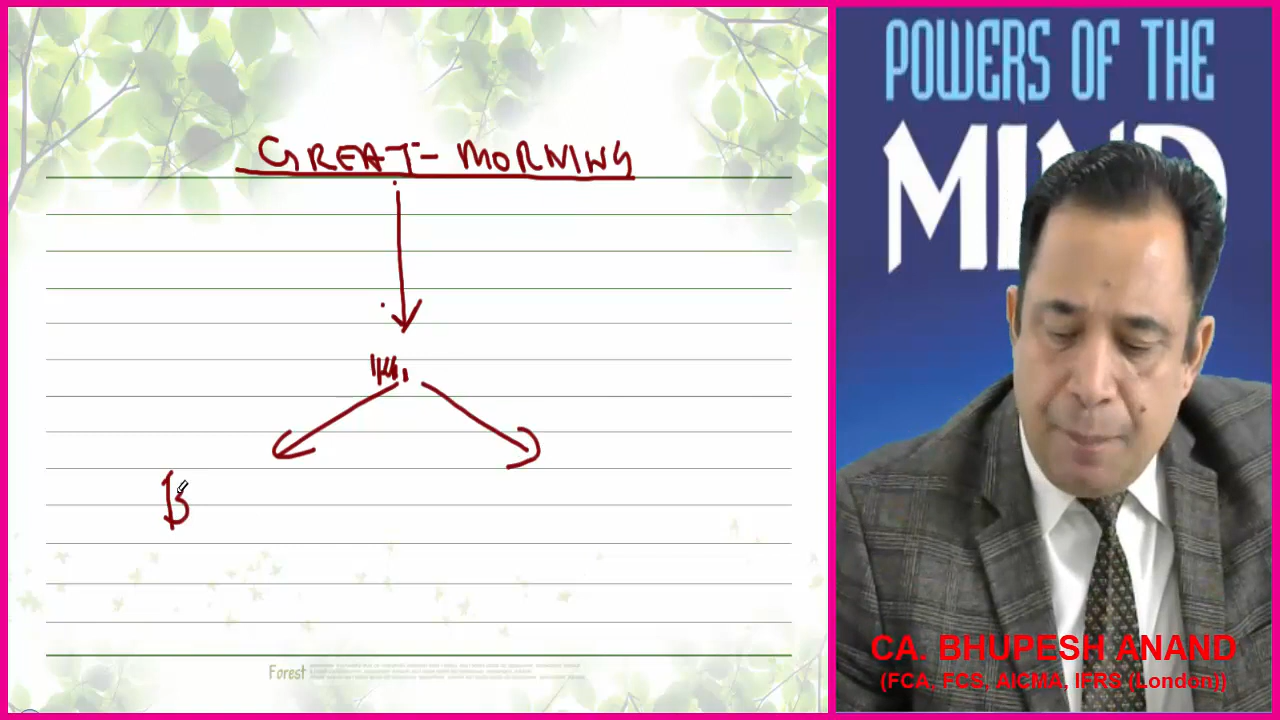 GREAT - MORNING
B
Forest
POWERS OF THE
MIND
CA. BHUPESH ANAND
(FCA, FCS, AICMA, IFRS (London))